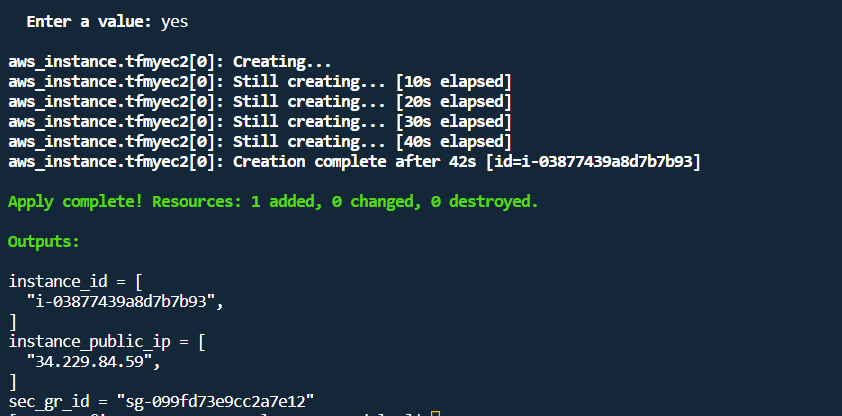 Enter a value: yes
aws_instance.tfmyec2[0]: Creating...
aws_instance.tfmyec2[0]: Still creating... [10s elapsed]
aws_instance.tfmyec2[0]: Still creating... [20s elapsed]
aws_instance.tfmyec2[0]: Still creating... [30s elapsed]
aws_instance.tfmyec2[0]: Still creating... [40s elapsed]
aws_instance.tfmyec2[0]: Creation complete after 42s [id=i-03877439a8d7b7b93]
Apply complete! Resources: 1 added, 0 changed, 0 destroyed.
Outputs:
instance_id = [
"i-03877439a8d7b7b93",
]
instance_public_ip = [
"34.229.84.59",
]
sec_gr_id = "sg-099fd73e9cc2a7e12"